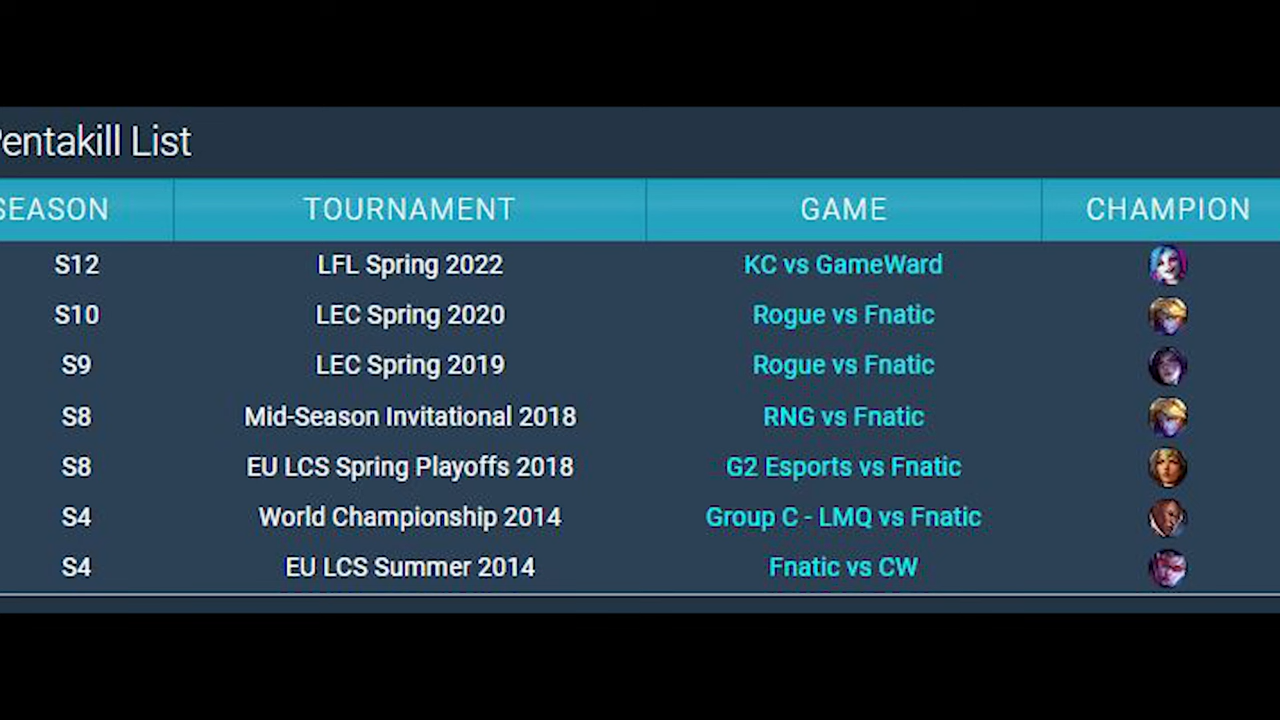 Pentakill List
SEASON TOURNAMENT GAME CHAMPION
S12 LFL Spring 2022 KC vs GameWard
S10 LEC Spring 2020 Rogue vs Fnatic
S9 LEC Spring 2019 Rogue vs Fnatic
S8 Mid-Season Invitational 2018 RNG vs Fnatic
S8 EU LCS Spring Playoffs 2018 G2 Esports vs Fnatic
S4 World Championship 2014 Group C - LMQ vs Fnatic
S4 EU LCS Summer 2014 Fnatic vs CW